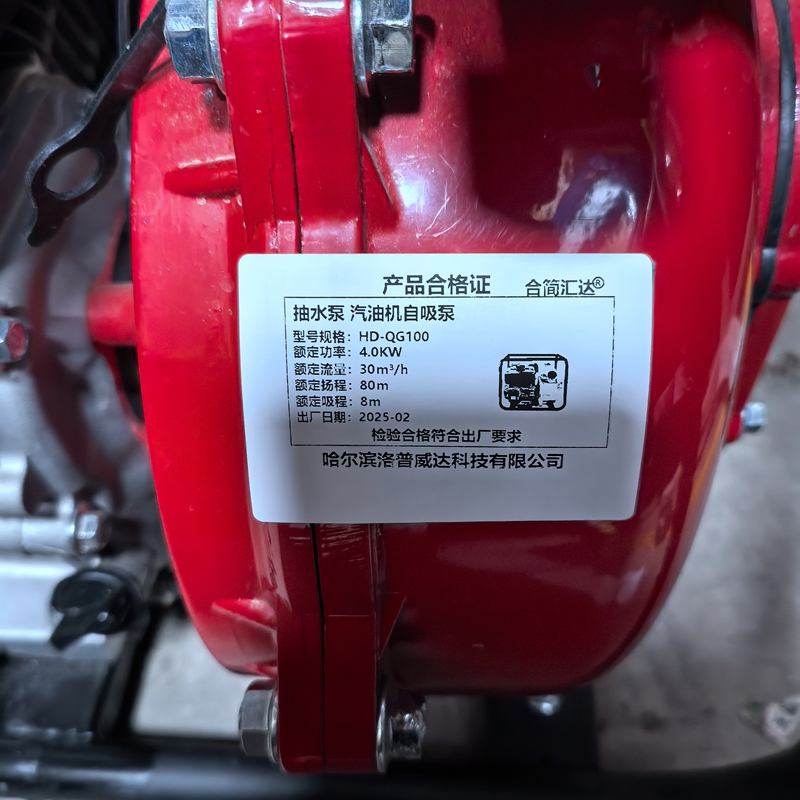 产品合格证 合简汇达®
抽水泵 汽油机自吸泵
型号规格：HD-QG100
额定功率：4.0KW
额定流量：30m³/h
额定扬程：80m
额定吸程：8m
出厂日期：2025-02
检验合格符合出厂要求
哈尔滨洛普威达科技有限公司